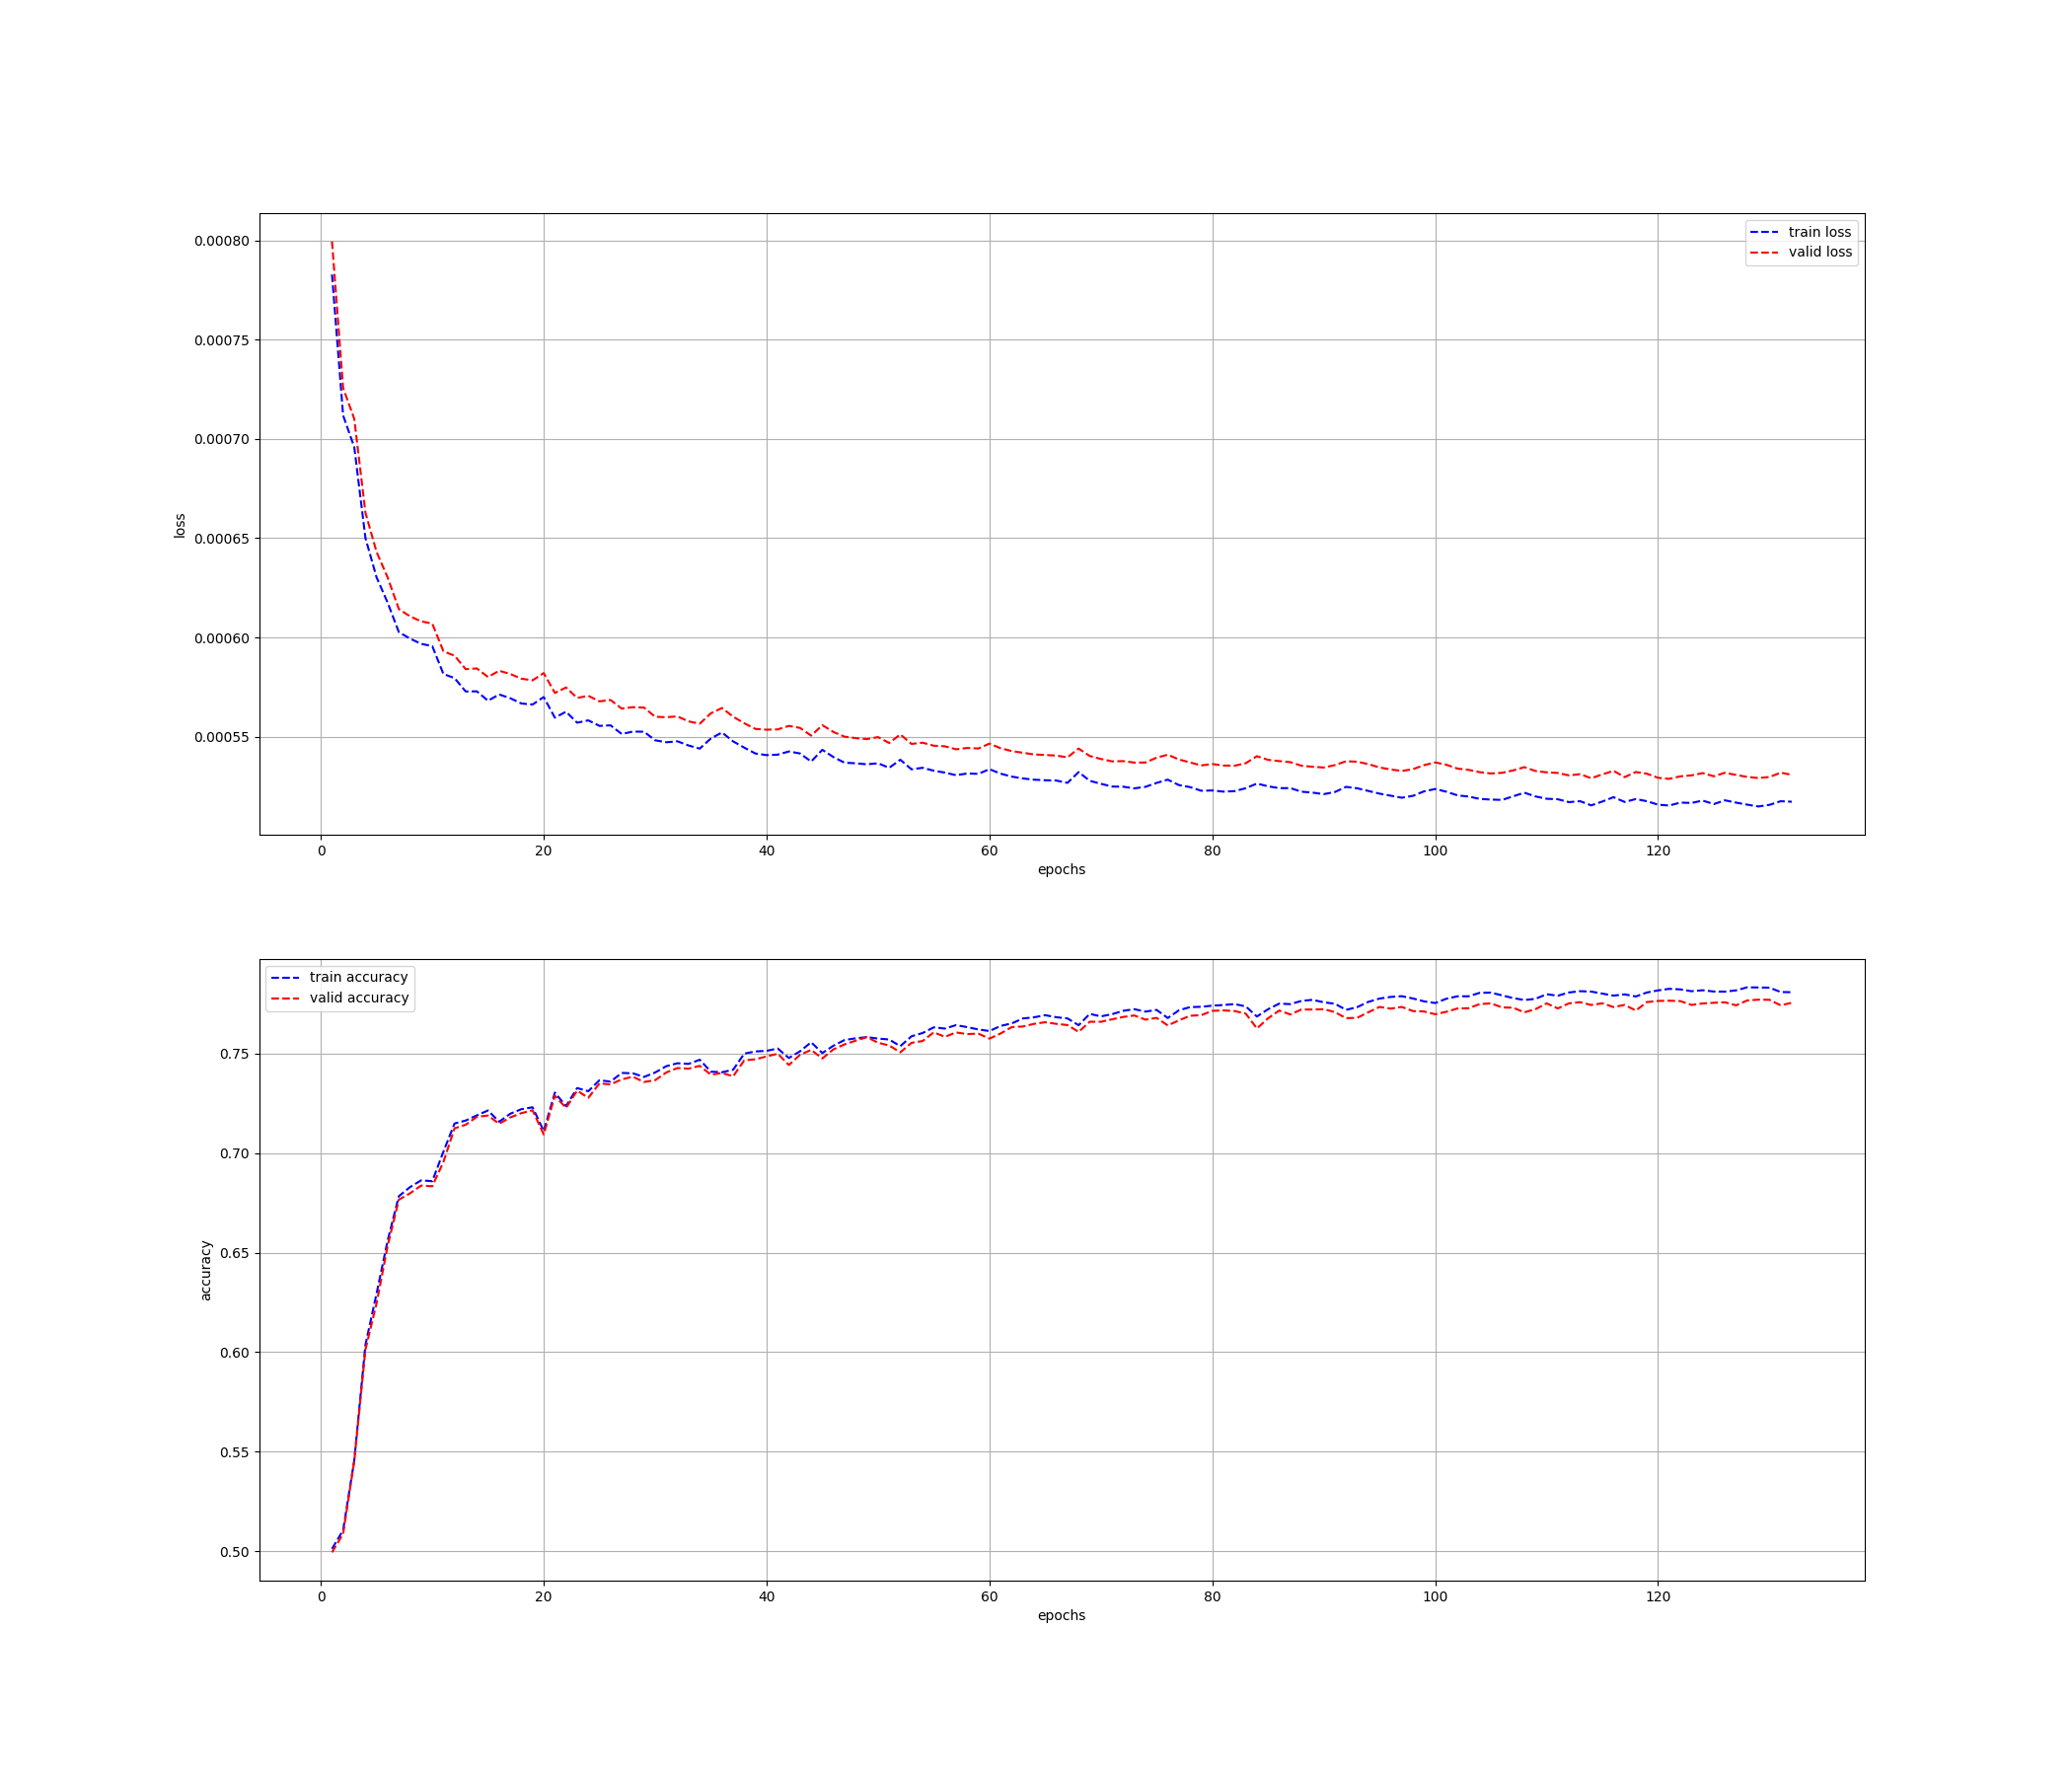 0.00080
0.00075
0.00070
0.00065
0.00060
0.00055
loss
train loss
valid loss
0 20 40 60 80 100 120
epochs
train accuracy
valid accuracy
0.75
0.70
0.65
0.60
0.55
0.50
accuracy
0 20 40 60 80 100 120
epochs